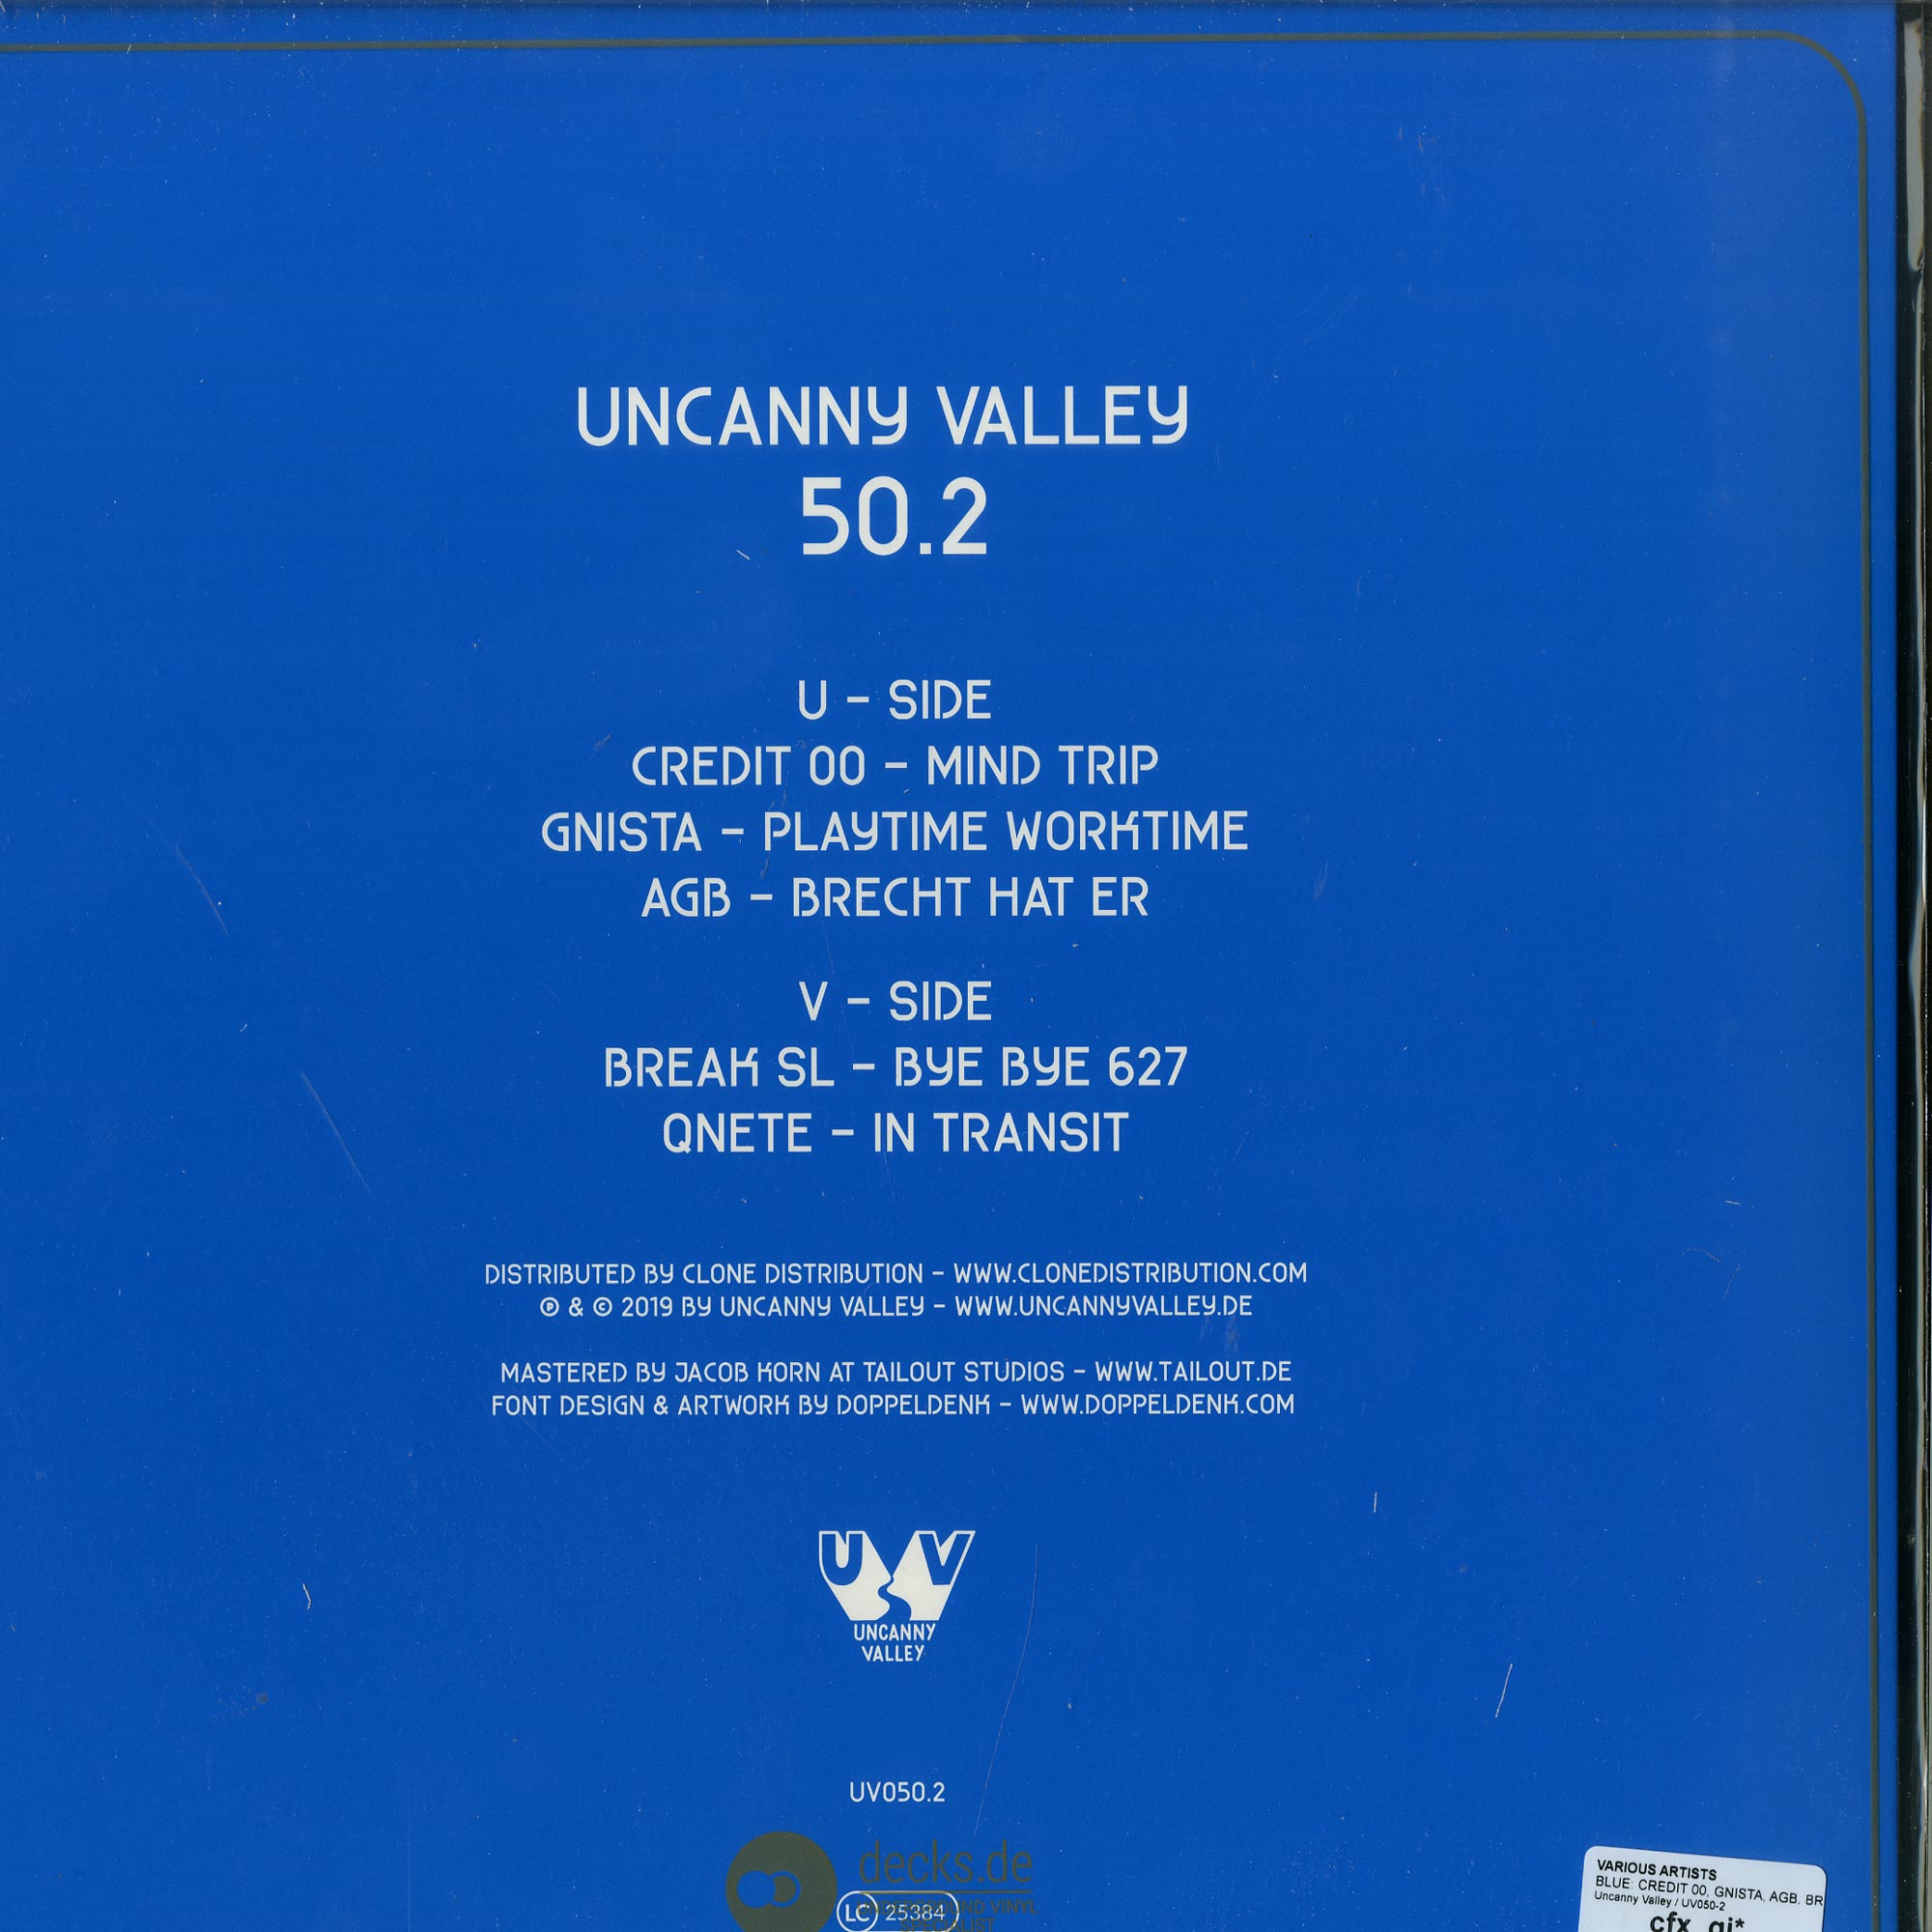 UNCANNY VALLEY
50.2
U - SIDE
CREDIT 00 - MIND TRIP
GNISTA - PLAYTIME WORKTIME
AGB - BRECHT HAT ER
V - SIDE
BREAK SL - BYE BYE 627
QNETE - IN TRANSIT
DISTRIBUTED BY CLONE DISTRIBUTION - WWW.CLONEDISTRIBUTION.COM
℗ & © 2019 BY UNCANNY VALLEY - WWW.UNCANNYVALLEY.DE
MASTERED BY JACOB KORN AT TAILOUT STUDIOS - WWW.TAILOUT.DE
FONT DESIGN & ARTWORK BY DOPPELDENK - WWW.DOPPELDENK.COM
U V
UNCANNY
VALLEY
UV050.2
decks.de
UNDERGROUND VINYL
SPECIALIST
LC 25384
VARIOUS ARTISTS
BLUE: CREDIT 00, GNISTA, AGB. BR
Uncanny Valley / UV050-2